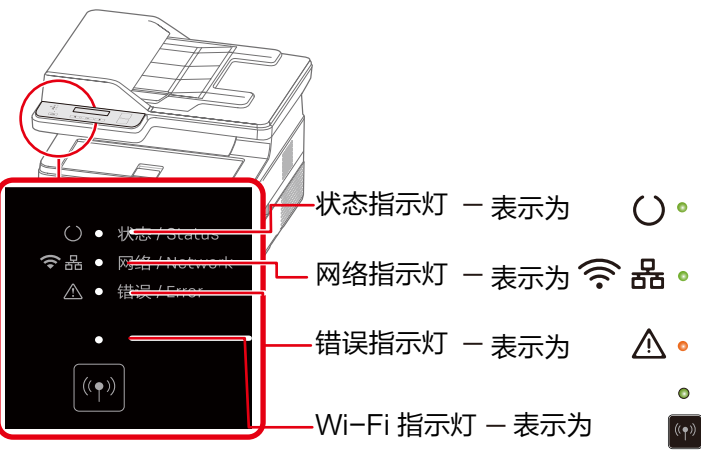 状态指示灯 – 表示为
状态 / Status
网络 / Network
网络指示灯 – 表示为
错误 / Error
错误指示灯 – 表示为
Wi-Fi 指示灯 – 表示为